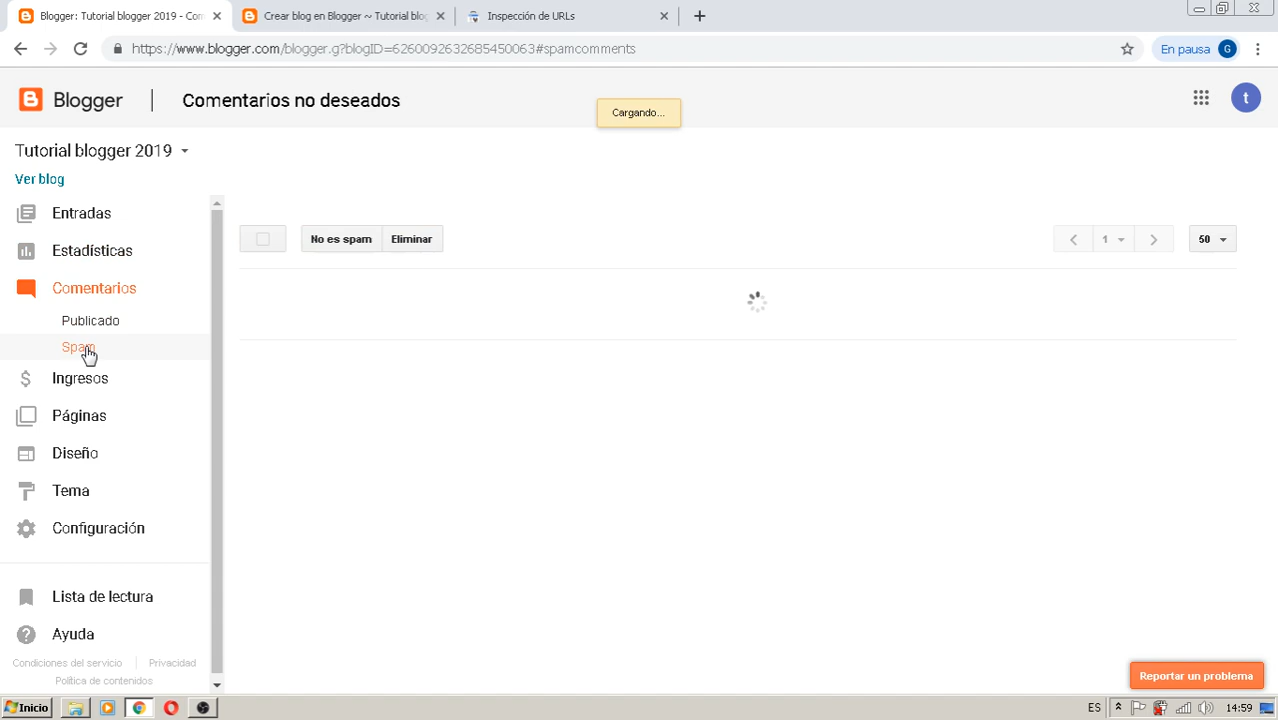 Blogger: Tutorial blogger 2019 - Com
Crear blog en Blogger ~ Tutorial blog
Inspección de URLs
https://www.blogger.com/blogger.g?blogID=6260092632685450063#spamcomments
En pausa
G
Blogger
Comentarios no deseados
Cargando...
t
Tutorial blogger 2019
Ver blog
Entradas
Estadísticas
Comentarios
Publicado
Spam
Ingresos
Páginas
Diseño
Tema
Configuración
Lista de lectura
Ayuda
Condiciones del servicio
Privacidad
Política de contenidos
No es spam
Eliminar
1
50
Reportar un problema
Inicio
ES
14:59